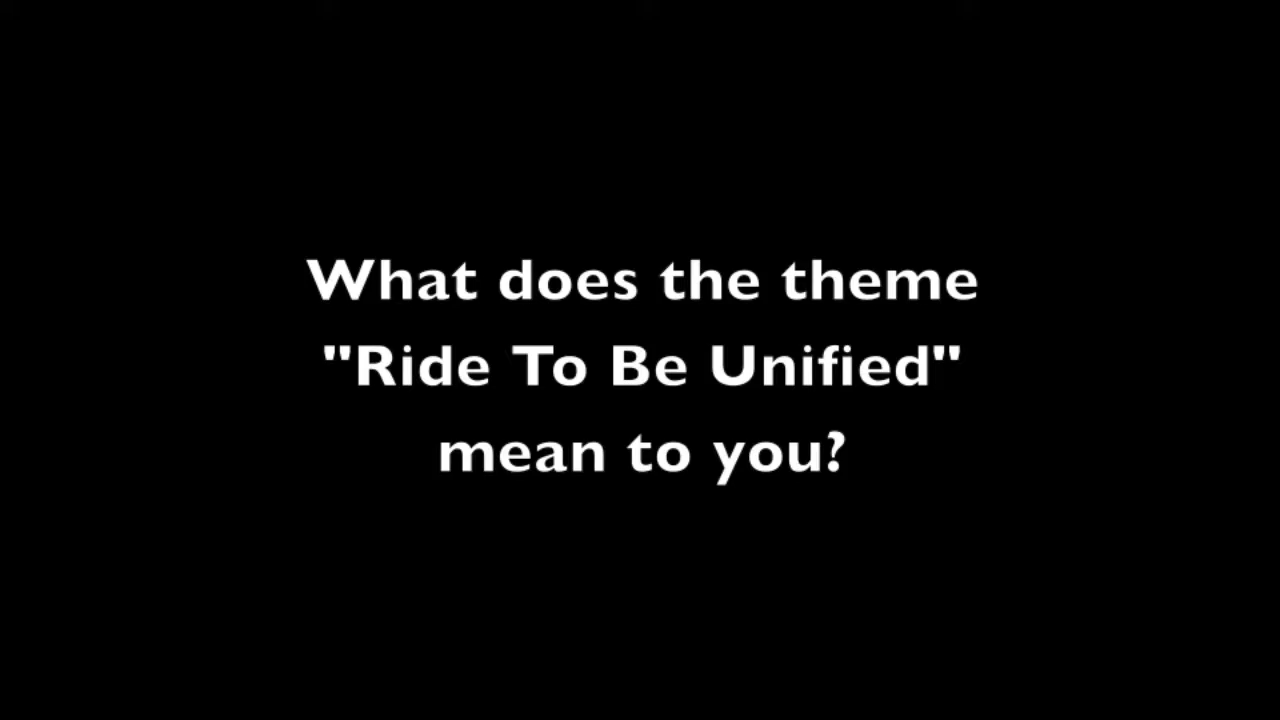 What does the theme
"Ride To Be Unified"
mean to you?